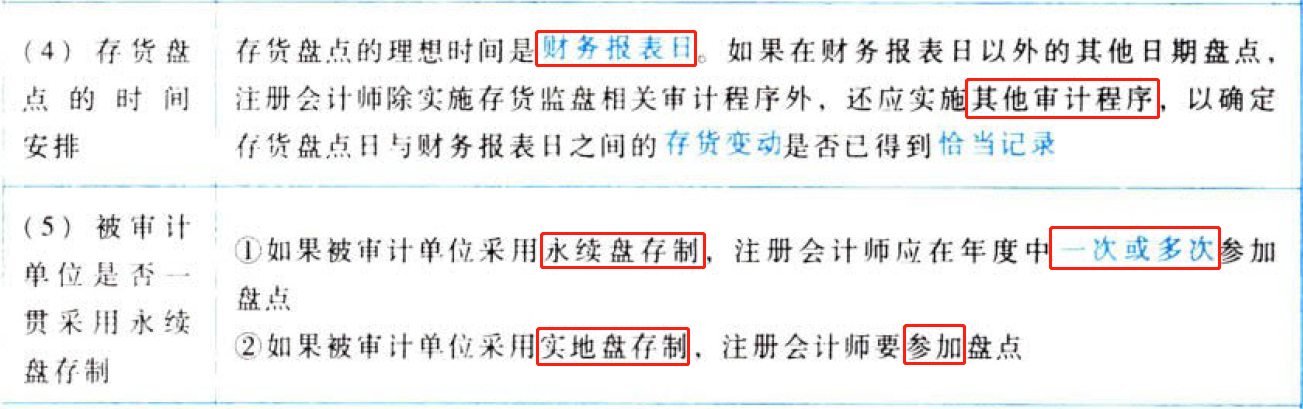 （4）存货盘
点的时间
安排
存货盘点的理想时间是财务报表日。如果在财务报表日以外的其他日期盘点，
注册会计师除实施存货监盘相关审计程序外，还应实施其他审计程序，以确定
存货盘点日与财务报表日之间的存货变动是否已得到恰当记录
（5）被审计
单位是否一
贯采用永续
盘存制
①如果被审计单位采用永续盘存制，注册会计师应在年度中一次或多次参加
盘点
②如果被审计单位采用实地盘存制，注册会计师要参加盘点